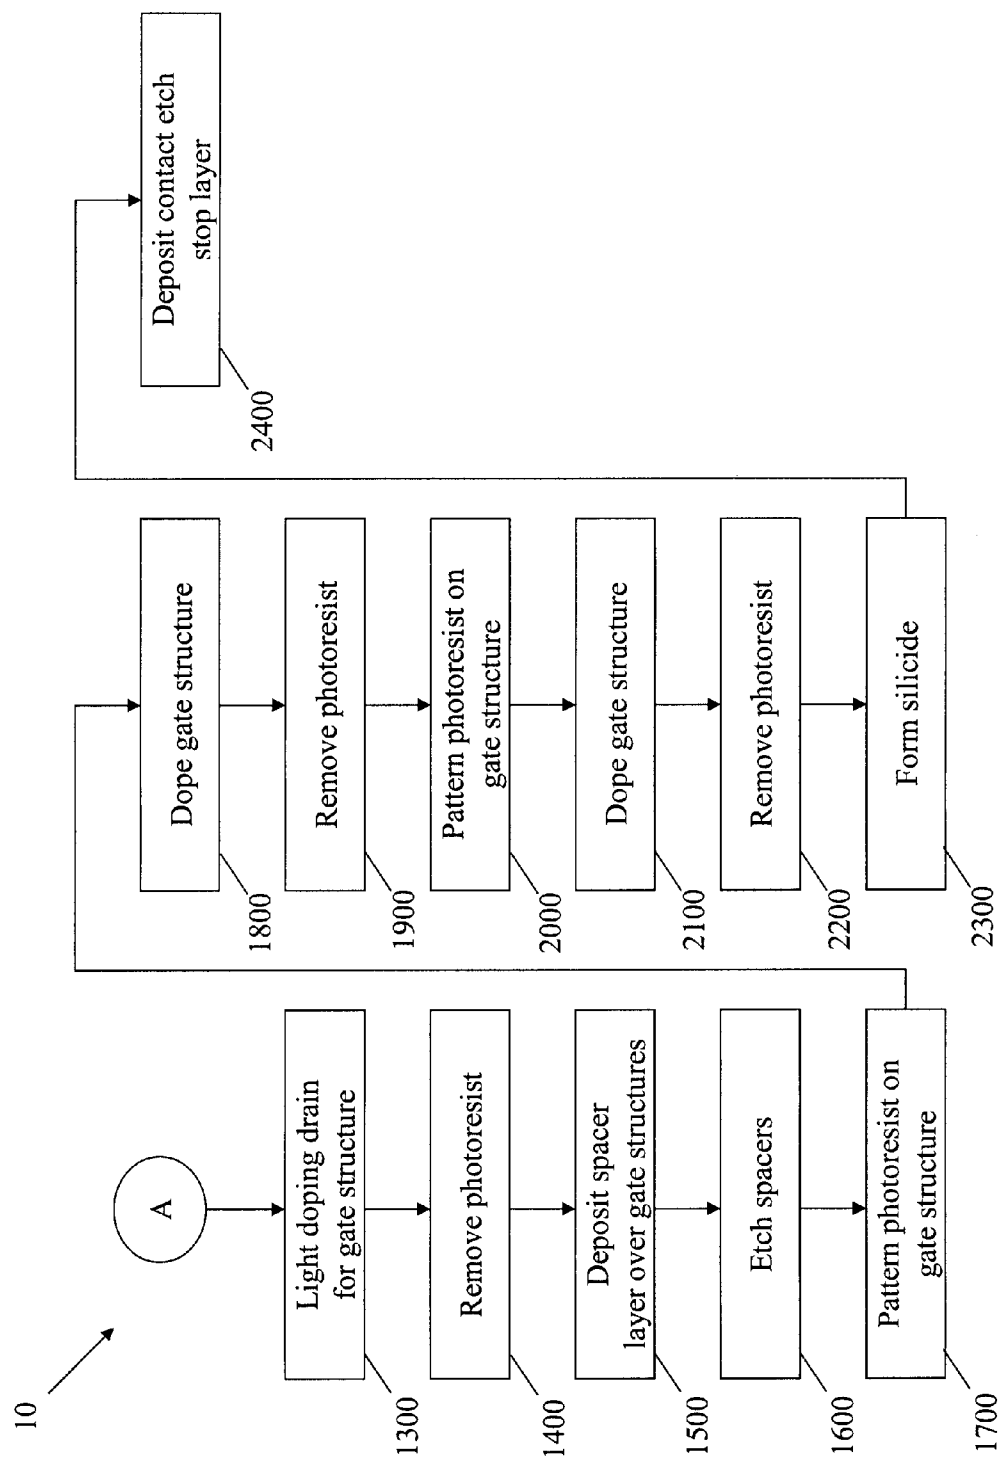 10
A
Light doping drain
for gate structure
1300
Remove photoresist
1400
Deposit spacer
layer over gate structures
1500
Etch spacers
1600
Pattern photoresist on
gate structure
1700
Dope gate structure
1800
Remove photoresist
1900
Pattern photoresist on
gate structure
2000
Dope gate structure
2100
Remove photoresist
2200
Form silicide
2300
Deposit contact etch
stop layer
2400